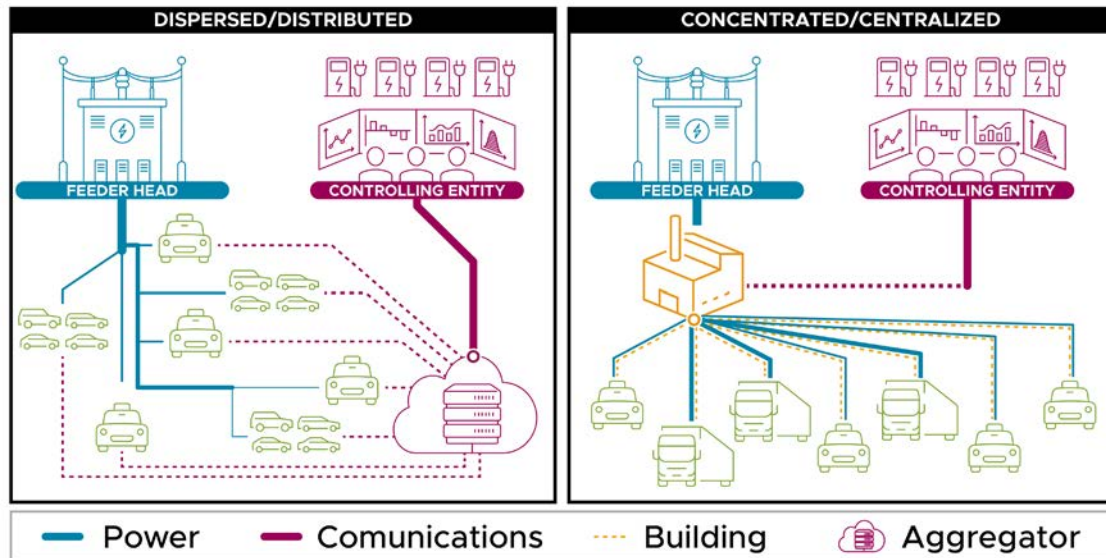 DISPERSED/DISTRIBUTED
CONCENTRATED/CENTRALIZED
FEEDER HEAD
CONTROLLING ENTITY
FEEDER HEAD
CONTROLLING ENTITY
Power
Comunications
Building
Aggregator